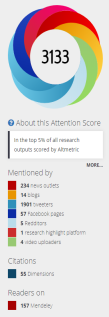 3133
About this Attention Score
In the top 5% of all research
outputs scored by Altmetric
MORE...
Mentioned by
234 news outlets
14 blogs
1901 tweeters
57 Facebook pages
5 Redditors
1 research highlight platform
4 video uploaders
Citations
55 Dimensions
Readers on
157 Mendeley